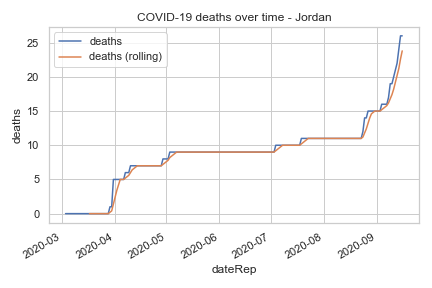 COVID-19 deaths over time - Jordan
deaths
deaths (rolling)
deaths
25
20
15
10
5
0
2020-03
2020-04
2020-05
2020-06
2020-07
2020-08
2020-09
dateRep